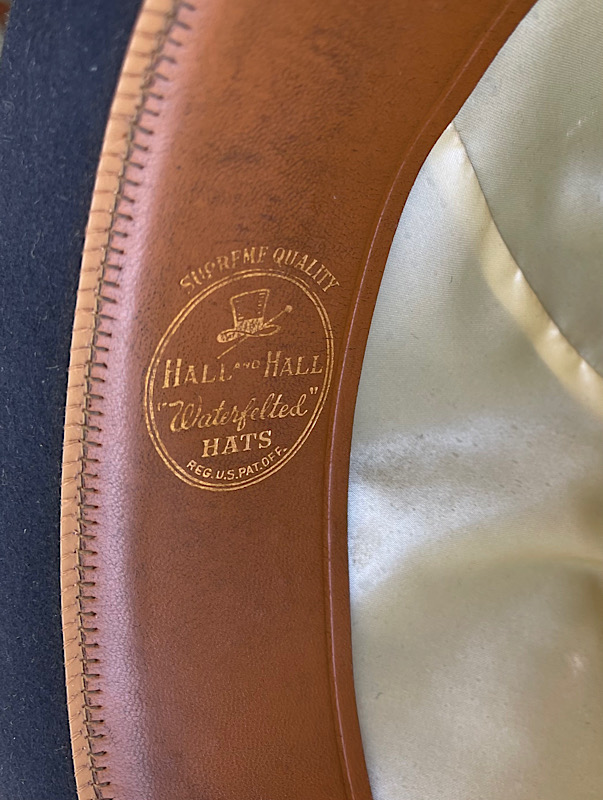 SUPREME QUALITY
HALL AND HALL
"Waterfelted"
HATS
REG. U.S. PAT. OFF.